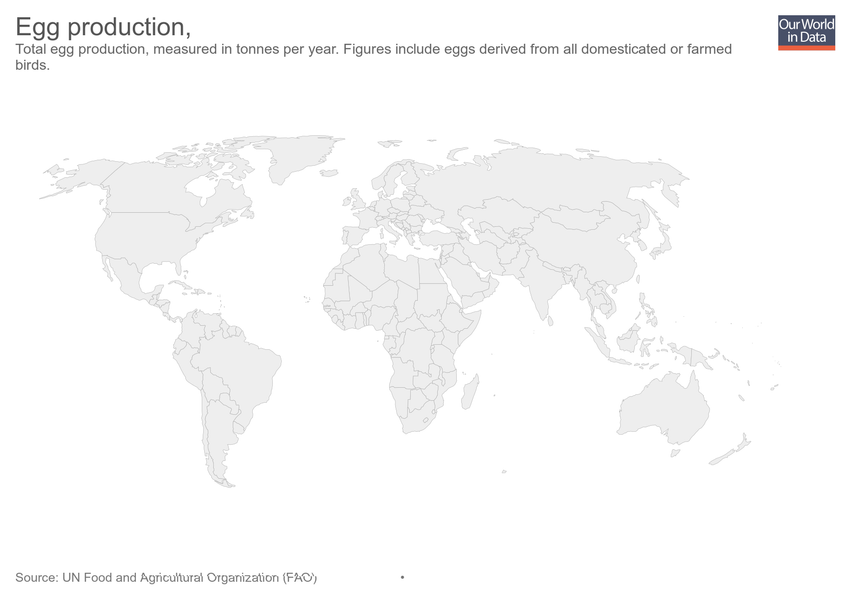 Egg production,
Our World
in Data
Total egg production, measured in tonnes per year. Figures include eggs derived from all domesticated or farmed
birds.
Source: UN Food and Agricultural Organization (FAO)
•